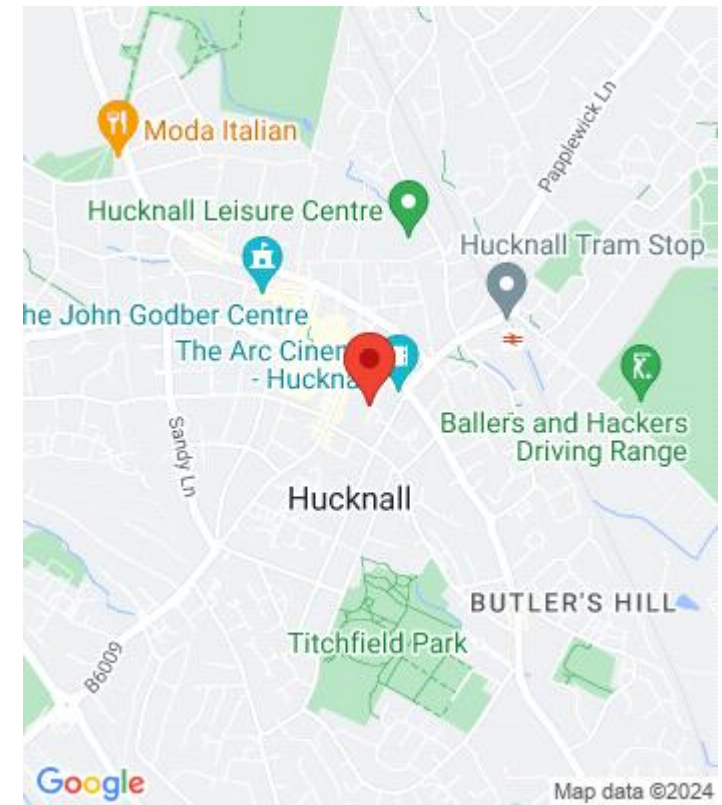 Moda Italian
Papplewick Ln
Hucknall Leisure Centre
Hucknall Tram Stop
he John Godber Centre
The Arc Cinem
- Huckna
Sandy Ln
Ballers and Hackers
Driving Range
Hucknall
BUTLER'S HILL
Titchfield Park
B6009
Google
Map data ©2024